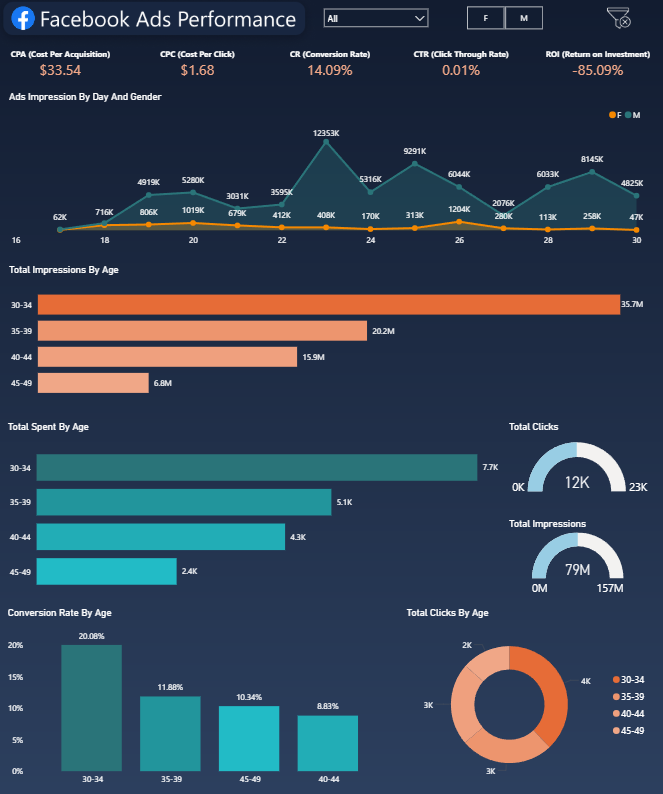 Facebook Ads Performance
All
F M
CPA (Cost Per Acquisition) CPC (Cost Per Click) CR (Conversion Rate) CTR (Click Through Rate) ROI (Return on Investment)
$33.54 $1.68 14.09% 0.01% -85.09%
Ads Impression By Day And Gender
F M
12353K
9291K
8145K
6044K 6033K
4919K 5280K 5316K 4825K
3031K 3595K 2076K
62K 716K 806K 1019K 679K 412K 408K 170K 313K 1204K 280K 113K 258K 47K
16 18 20 22 24 26 28 30
Total Impressions By Age
30-34 35.7M
35-39 20.2M
40-44 15.9M
45-49 6.8M
Total Spent By Age
30-34 7.7K
35-39 5.1K
40-44 4.3K
45-49 2.4K
Total Clicks
12K
0K 23K
Total Impressions
79M
0M 157M
Conversion Rate By Age
20%
15%
10%
5%
0%
20.08% 11.88% 10.34% 8.83%
30-34 35-39 45-49 40-44
Total Clicks By Age
2K
4K
3K
3K
30-34
35-39
40-44
45-49